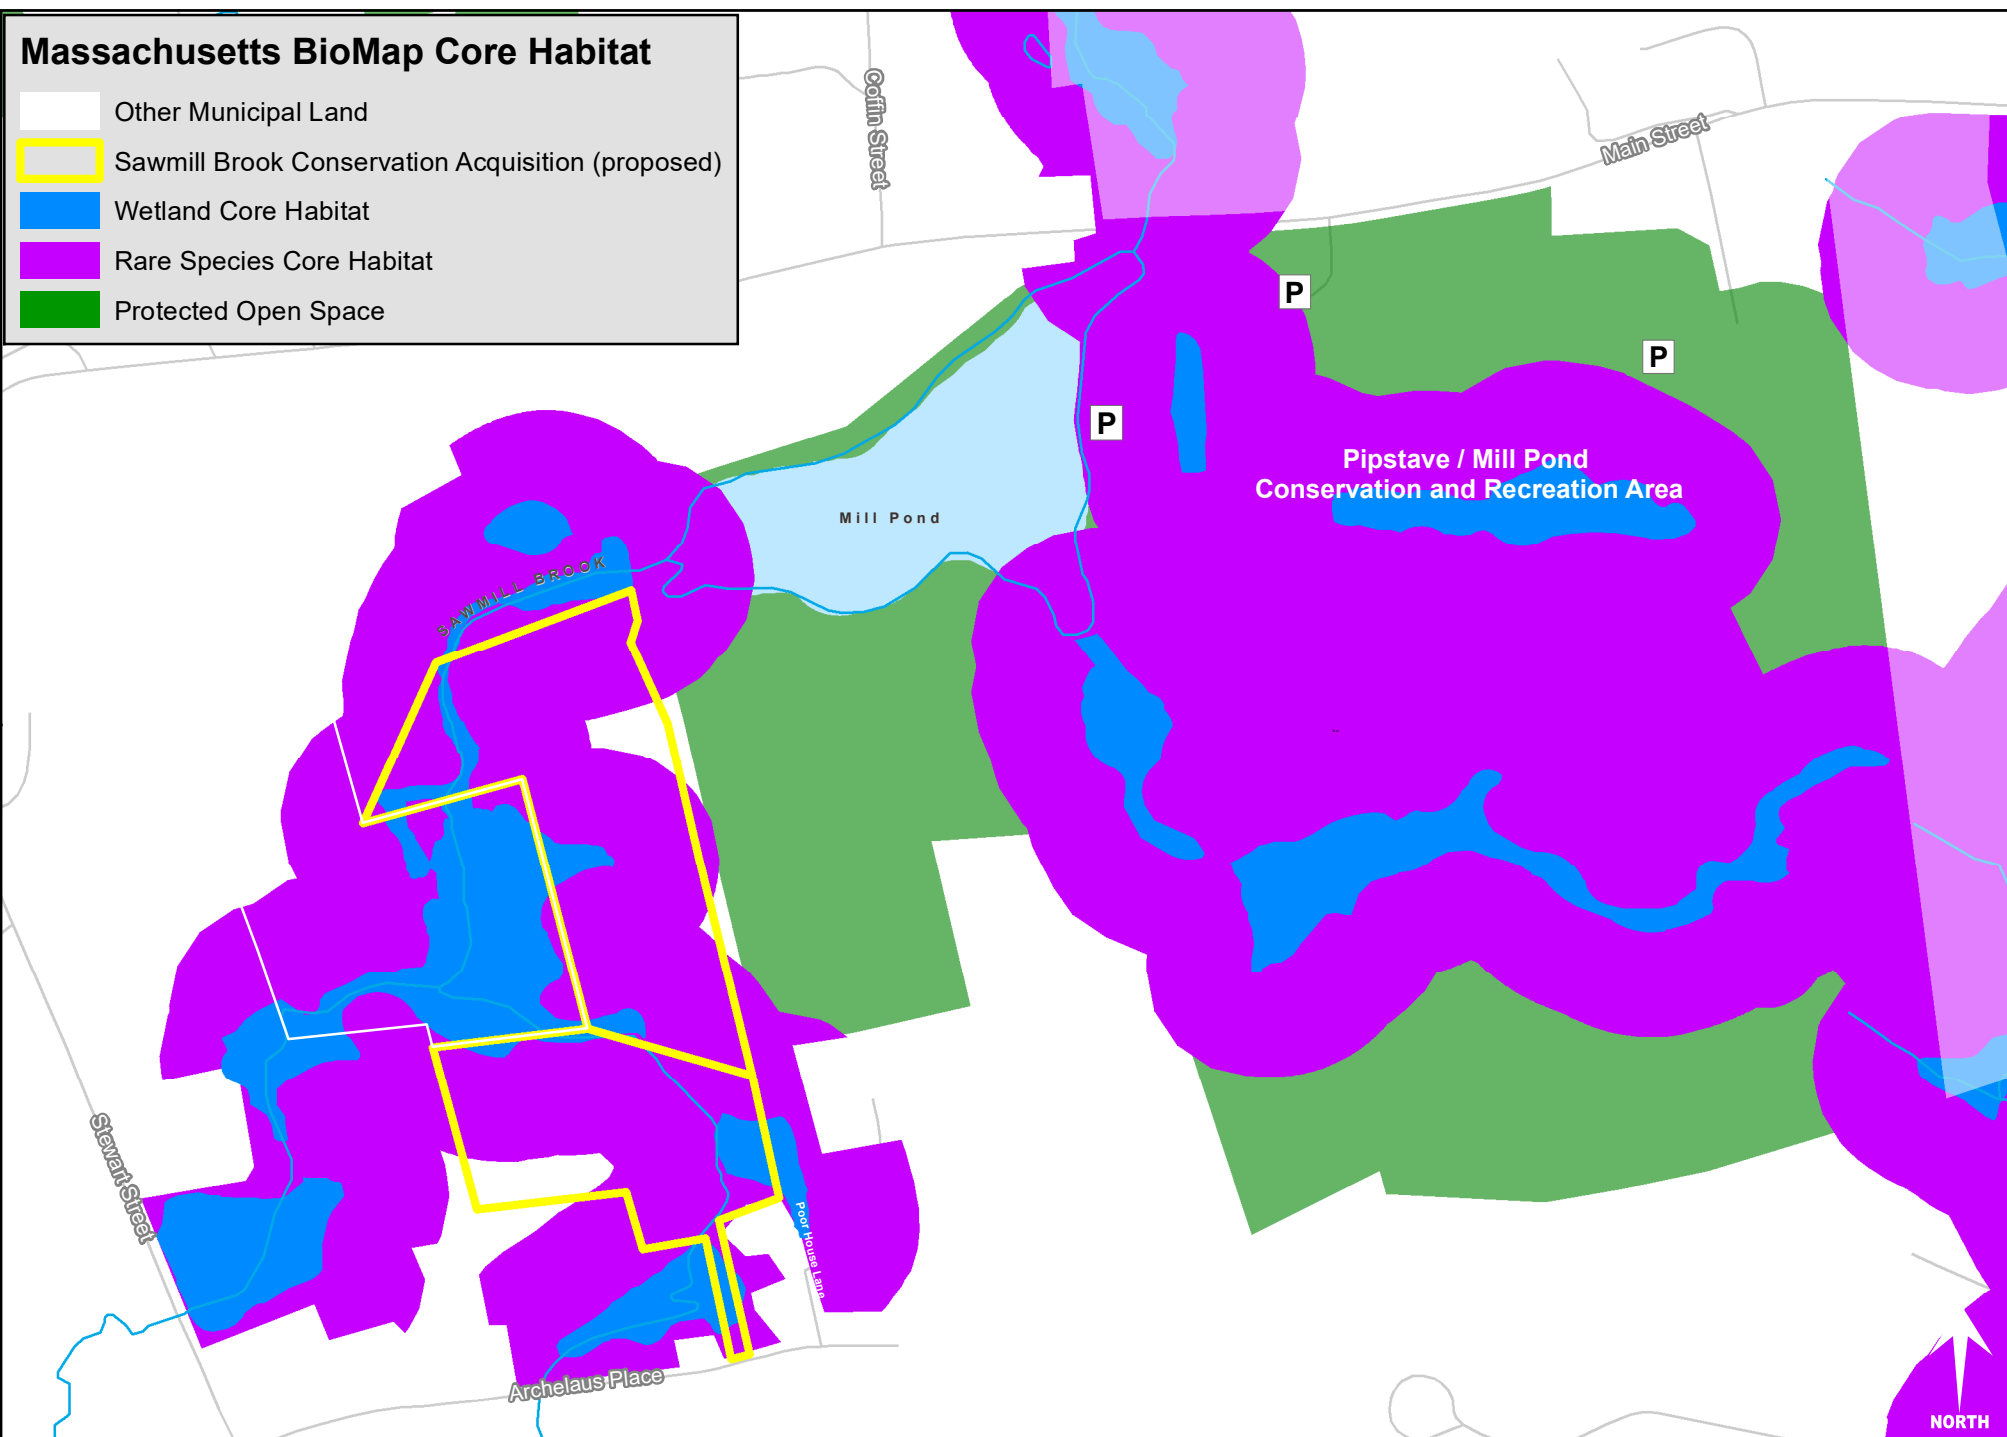 Massachusetts BioMap Core Habitat
Other Municipal Land
Sawmill Brook Conservation Acquisition (proposed)
Wetland Core Habitat
Rare Species Core Habitat
Protected Open Space
Coffin Street
Main Street
P
P
P
Pipstave / Mill Pond
Conservation and Recreation Area
Mill Pond
SAWMILL BROOK
Stewart Street
Poor House Lane
Archelaus Place
NORTH